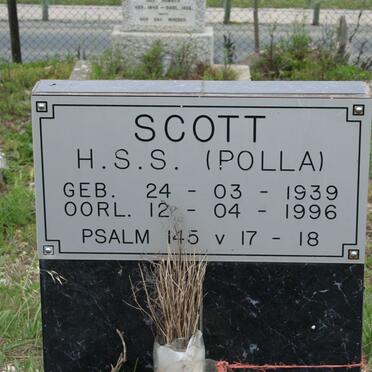 SCOTT
H.S.S. (POLLA)
GEB. 24 - 03 - 1939
OORL. 12 - 04 - 1996
PSALM 145 v 17 - 18